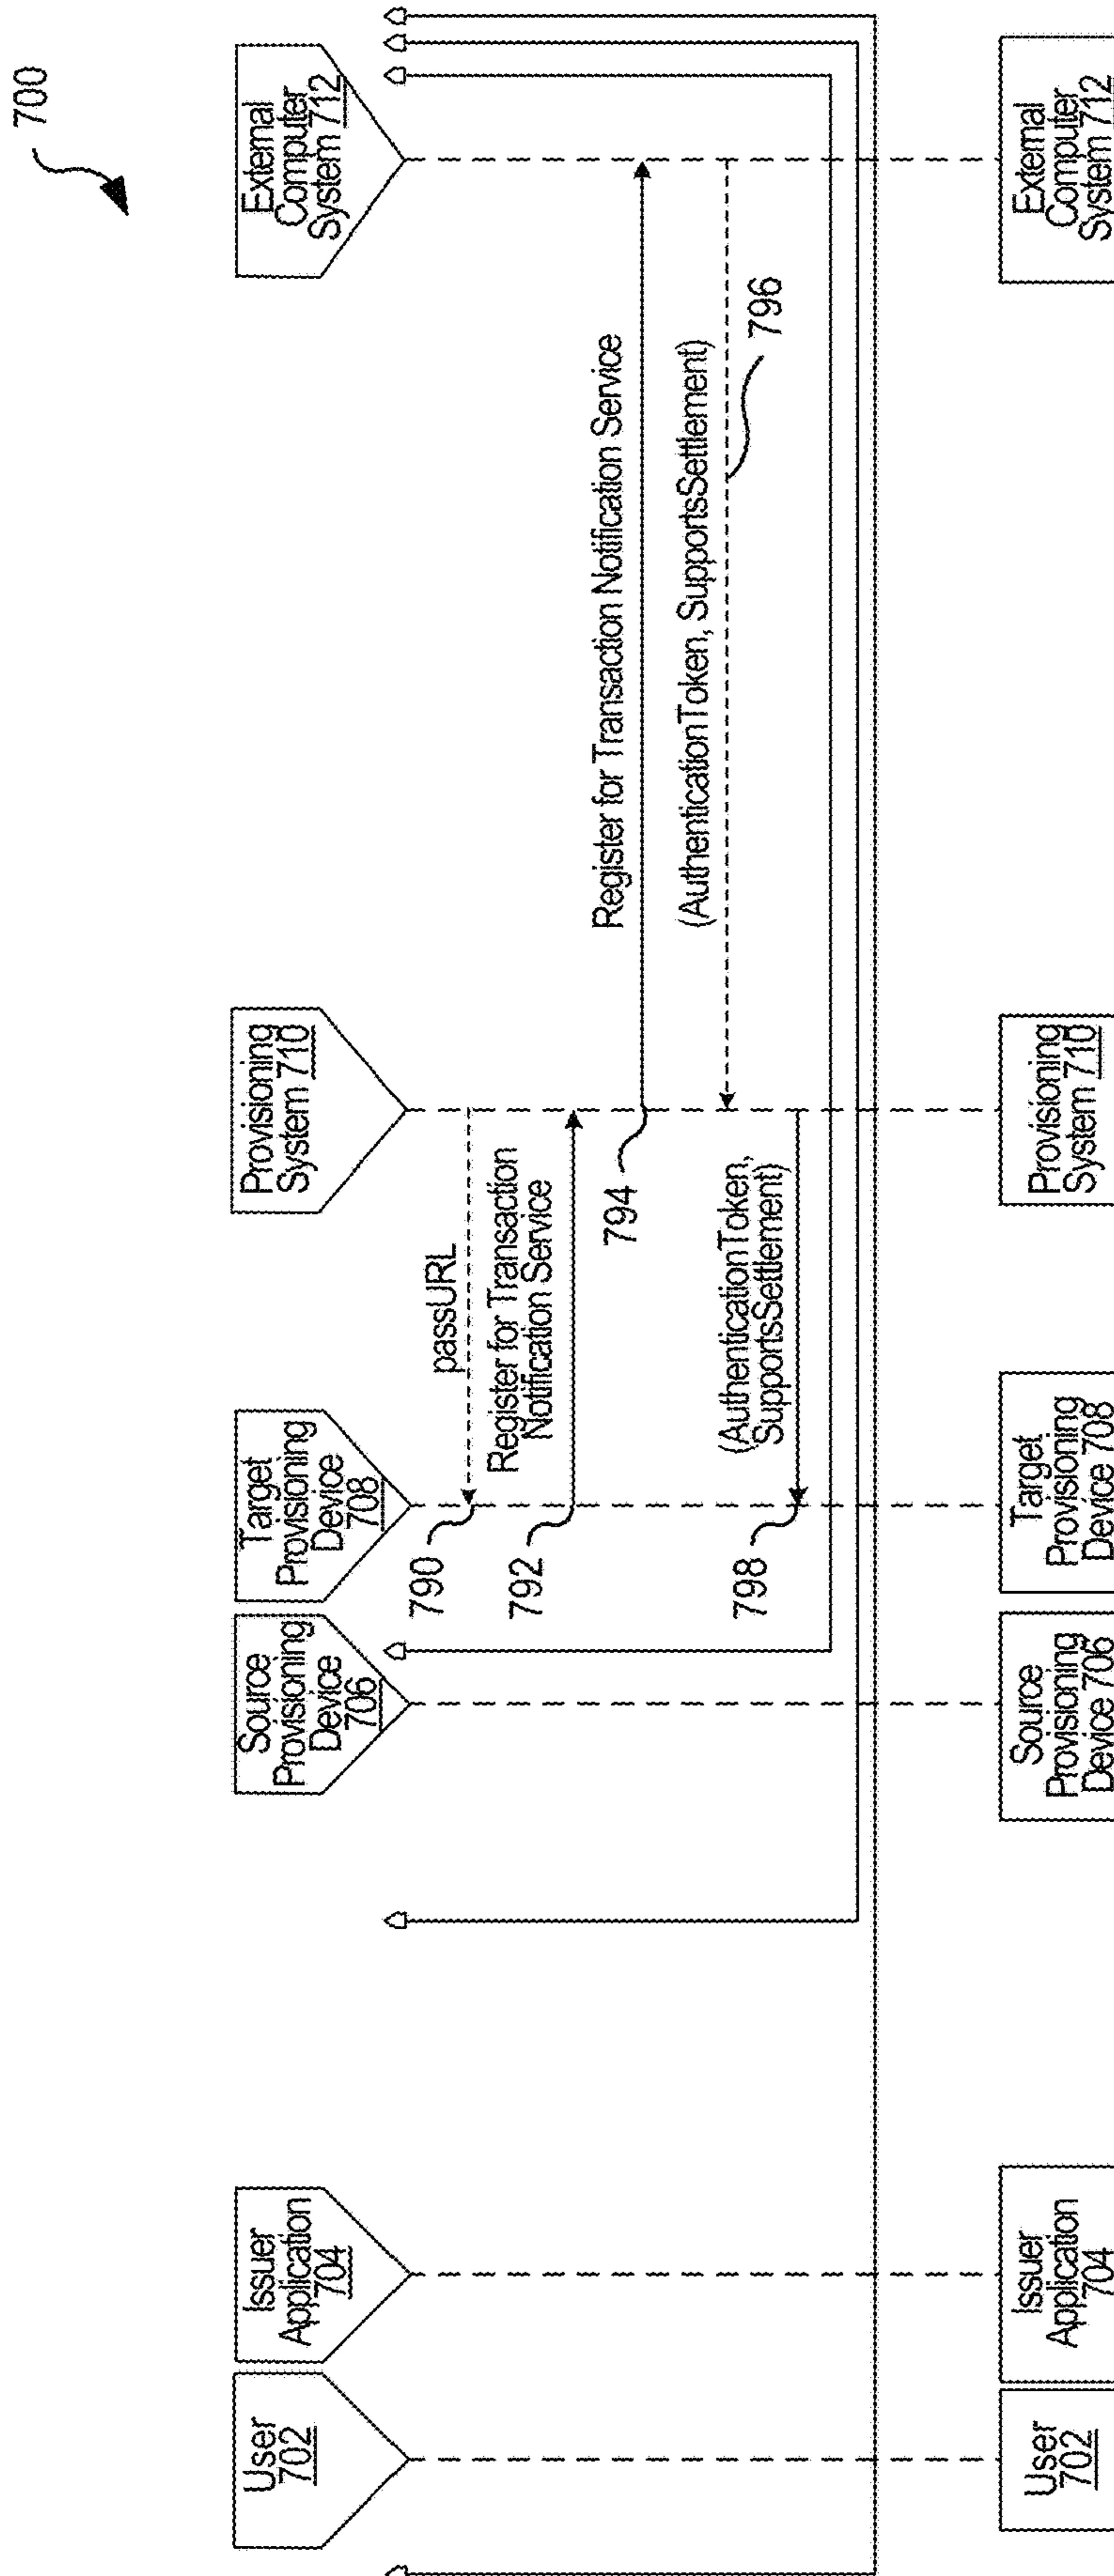 700
User
702
Issuer
Application
704
Source
Provisioning
Device
706
Target
Provisioning
Device
708
Provisioning
System 710
External
Computer
System 712
passURL
790
Register for Transaction
Notification Service
792
Register for Transaction Notification Service
794
(AuthenticationToken, SupportsSettlement)
796
(AuthenticationToken,
SupportsSettlement)
798
User
702
Issuer
Application
704
Source
Provisioning
Device 706
Target
Provisioning
Device 708
Provisioning
System 710
External
Computer
System 712